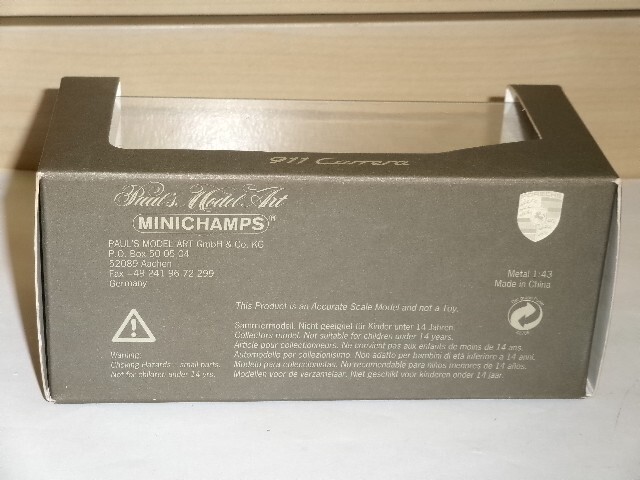 911 Carrera
Paul's Model Art
MINICHAMPS
PAUL'S MODEL ART GmbH & Co. KG
P.O. Box 50 05 04
52089 Aachen
Fax +49 241 96 72 299
Germany
Metal 1:43
Made in China
This Product is an Accurate Scale Model and not a Toy.
Sammlermodell. Nicht geeignet für Kinder unter 14 Jahren.
Collectors model. Not suitable for children under 14 years.
Article pour collectionneurs. Ne convient pas aux enfants de moins de 14 ans.
Automodello per collezionismo. Non adatto per bambini di età inferiore a 14 anni.
Modelo para coleccionistas. No recomendable para niños menores de 14 años.
Modellen voor de verzamelaar. Niet geschikt voor kinderen onder 14 jaar.
Warning:
Choking Hazards - small parts.
Not for children under 14 yrs.